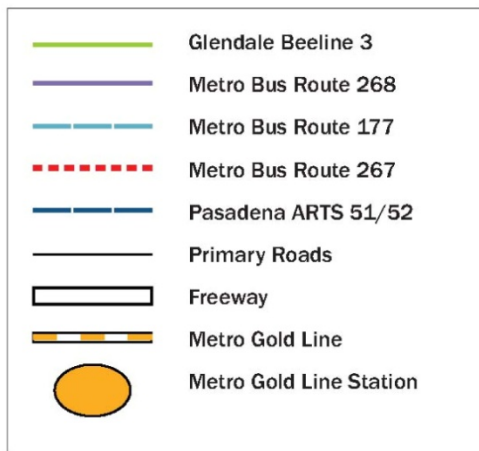 Glendale Beeline 3
Metro Bus Route 268
Metro Bus Route 177
Metro Bus Route 267
Pasadena ARTS 51/52
Primary Roads
Freeway
Metro Gold Line
Metro Gold Line Station